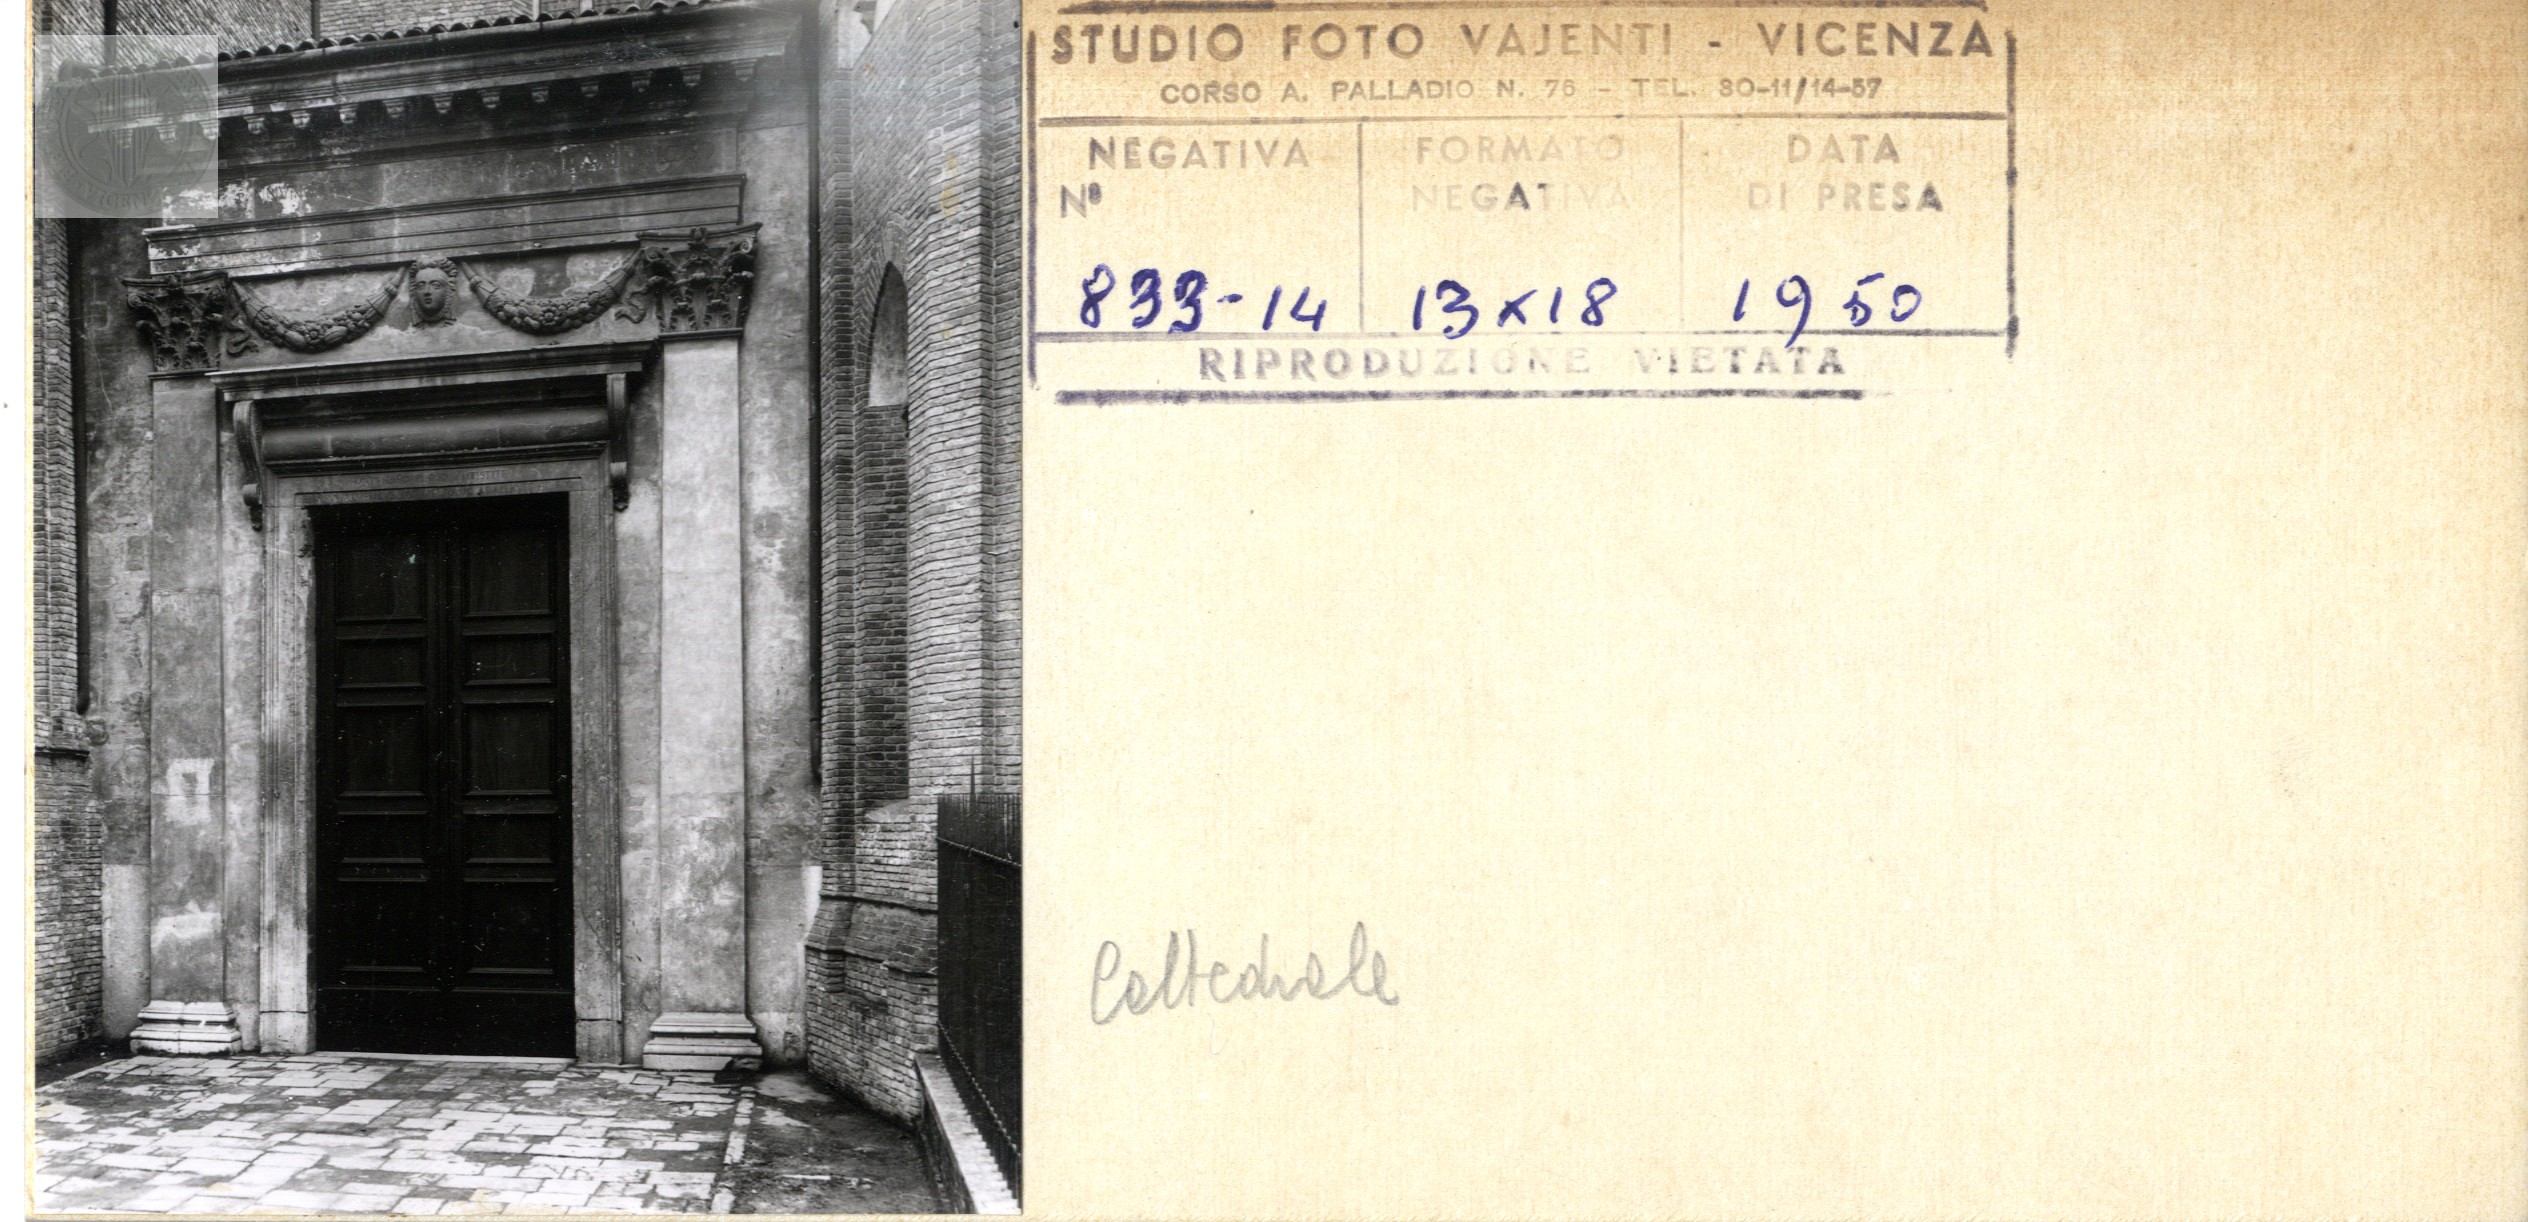 STUDIO FOTO VAJENTI - VICENZA
CORSO A. PALLADIO N. 76 - TEL. 30-11/14-57
NEGATIVA
Nº
FORMATO
NEGATIVA
DATA
DI PRESA
833-14
13x18
1950
RIPRODUZIONE VIETATA
Cattedrale